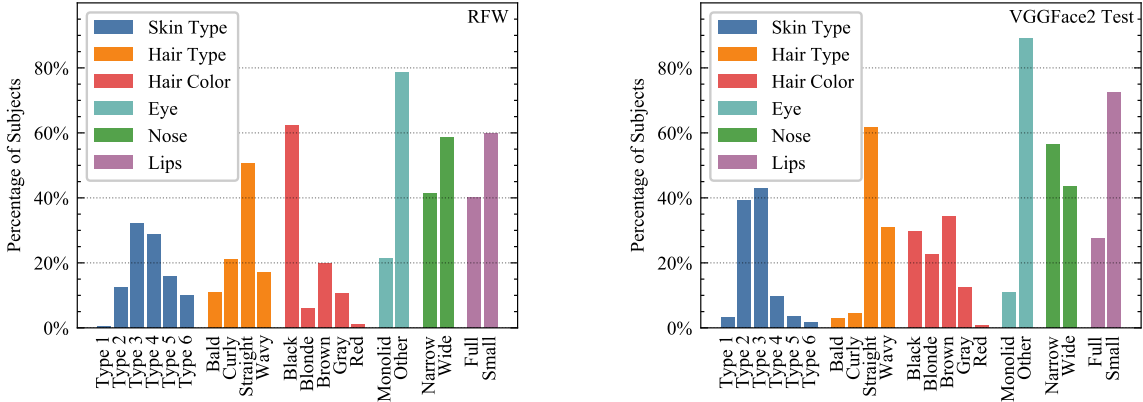 RFW
Skin Type
Hair Type
Hair Color
Eye
Nose
Lips
Percentage of Subjects
80%
60%
40%
20%
0%
Type 1
Type 2
Type 3
Type 4
Type 5
Type 6
Bald
Curly
Straight
Wavy
Black
Blonde
Brown
Gray
Red
Monolid
Other
Narrow
Wide
Full
Small
VGGFace2 Test
Skin Type
Hair Type
Hair Color
Eye
Nose
Lips
Percentage of Subjects
80%
60%
40%
20%
0%
Type 1
Type 2
Type 3
Type 4
Type 5
Type 6
Bald
Curly
Straight
Wavy
Black
Blonde
Brown
Gray
Red
Monolid
Other
Narrow
Wide
Full
Small